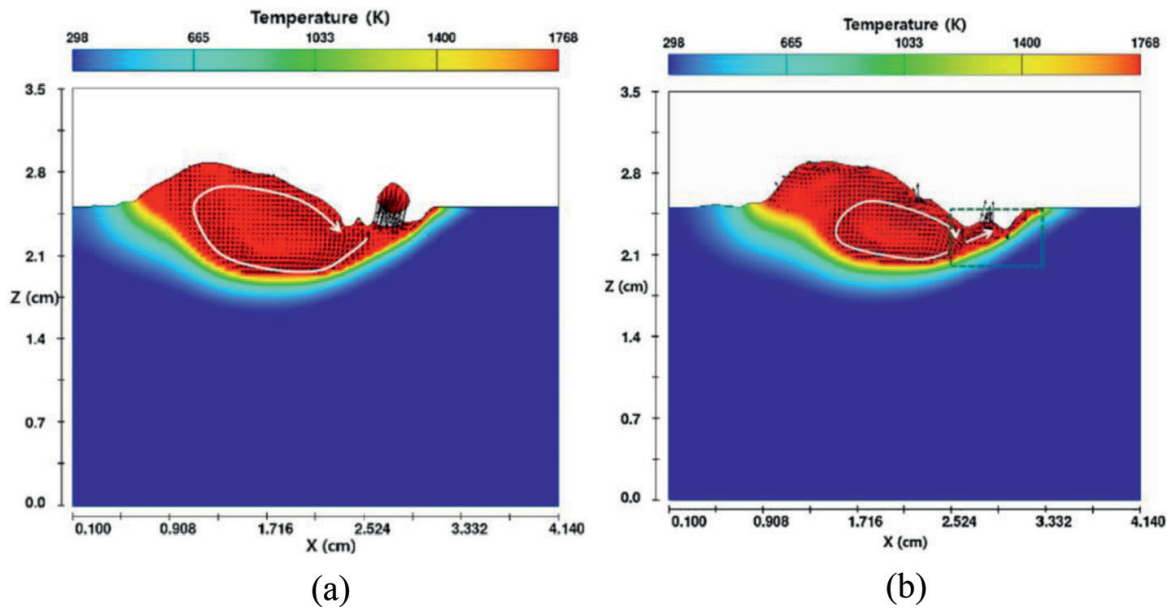 Temperature (K)
298 665 1033 1400 1768
3.5
2.8
2.1
Z (cm)
1.4
0.7
0.0
0.100 0.908 1.716 2.524 3.332 4.140
X (cm)
(a)
Temperature (K)
298 665 1033 1400 1768
3.5
2.8
2.1
Z (cm)
1.4
0.7
0.0
0.100 0.908 1.716 2.524 3.332 4.140
X (cm)
(b)